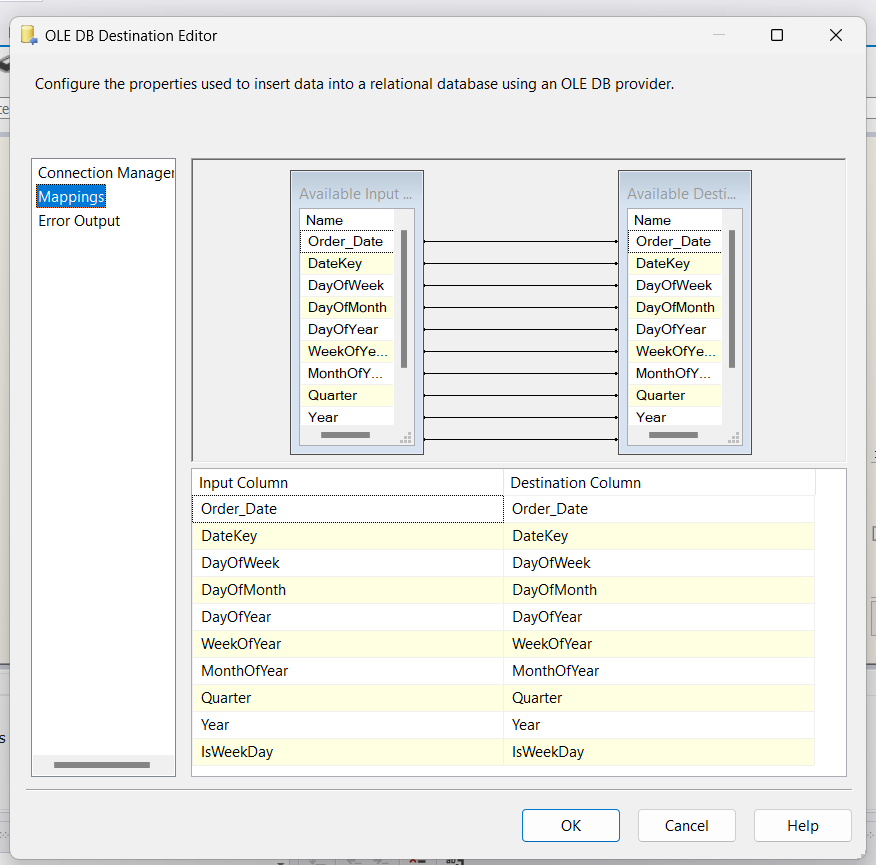 OLE DB Destination Editor
Configure the properties used to insert data into a relational database using an OLE DB provider.
Connection Manager
Mappings
Error Output
Available Input ...
Name
Order_Date
DateKey
DayOfWeek
DayOfMonth
DayOfYear
WeekOfYe...
MonthOfY...
Quarter
Year
Available Desti...
Name
Order_Date
DateKey
DayOfWeek
DayOfMonth
DayOfYear
WeekOfYe...
MonthOfY...
Quarter
Year
Input Column Destination Column
Order_Date Order_Date
DateKey DateKey
DayOfWeek DayOfWeek
DayOfMonth DayOfMonth
DayOfYear DayOfYear
WeekOfYear WeekOfYear
MonthOfYear MonthOfYear
Quarter Quarter
Year Year
IsWeekDay IsWeekDay
OK Cancel Help